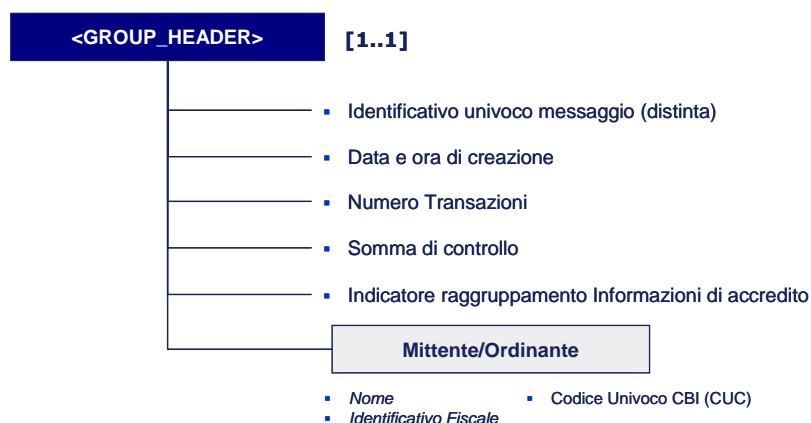 <GROUP_HEADER> [1..1]
Identificativo univoco messaggio (distinta)
Data e ora di creazione
Numero Transazioni
Somma di controllo
Indicatore raggruppamento Informazioni di accredito
Mittente/Ordinante
Nome
Identificativo Fiscale
Codice Univoco CBI (CUC)